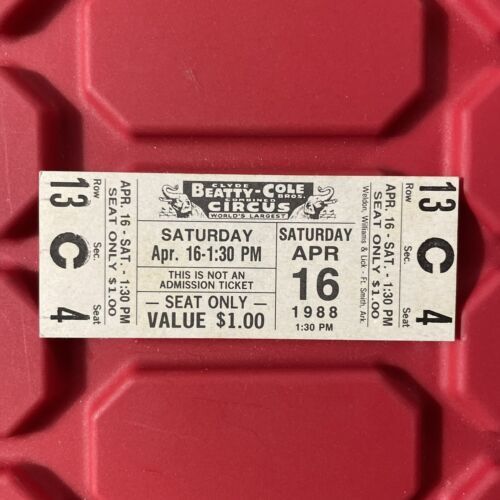 13 C 4
Row Sec. Seat
APR. 16 - SAT. - 1:30 PM
SEAT ONLY $1.00
CLYDE
BEATTY-COLE
BROS.
COMBINED
CIRCUS
WORLD'S LARGEST
SATURDAY
Apr. 16-1:30 PM
THIS IS NOT AN
ADMISSION TICKET
— SEAT ONLY —
VALUE $1.00
SATURDAY
APR
16
1988
1:30 PM
Weldon, Williams & Lick - Ft. Smith, Ark.
SEAT ONLY $1.00
APR. 16 - SAT. - 1:30 PM
Row Sec. Seat
13 C 4